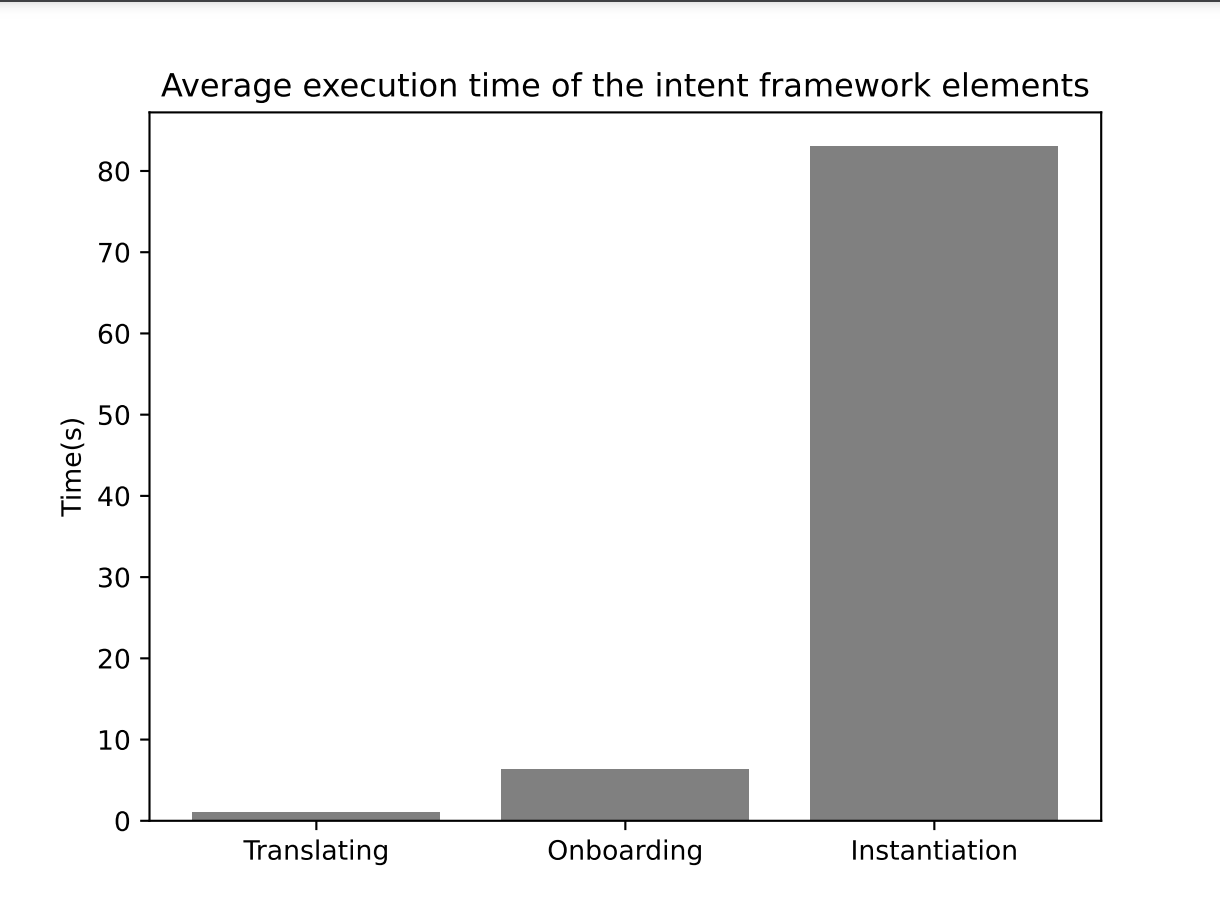 Average execution time of the intent framework elements
80
70
60
50
40
30
20
10
0
Time(s)
Translating
Onboarding
Instantiation